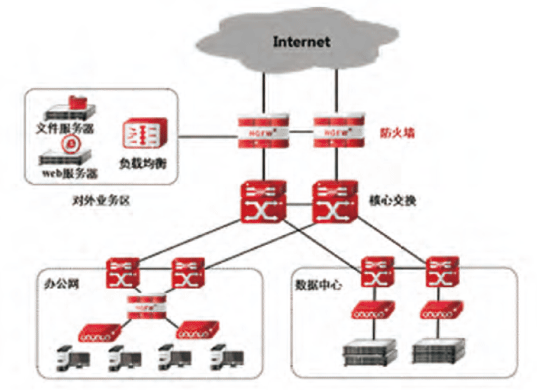 Internet
文件服务器
web服务器
负载均衡
对外业务区
NGFW
NGFW
防火墙
核心交换
办公网
NGFW
数据中心